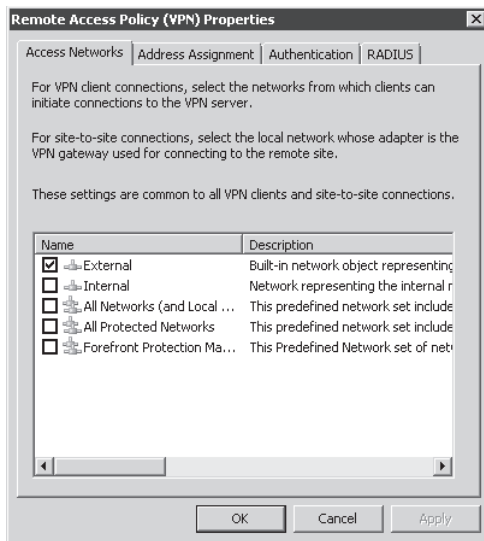 Remote Access Policy (VPN) Properties
Access Networks Address Assignment Authentication RADIUS
For VPN client connections, select the networks from which clients can
initiate connections to the VPN server.
For site-to-site connections, select the local network whose adapter is the
VPN gateway used for connecting to the remote site.
These settings are common to all VPN clients and site-to-site connections.
Name Description
External Built-in network object representing
Internal Network representing the internal
All Networks (and Local ... This predefined network set include
All Protected Networks This predefined network set include
Forefront Protection Ma... This Predefined Network set of
OK Cancel Apply